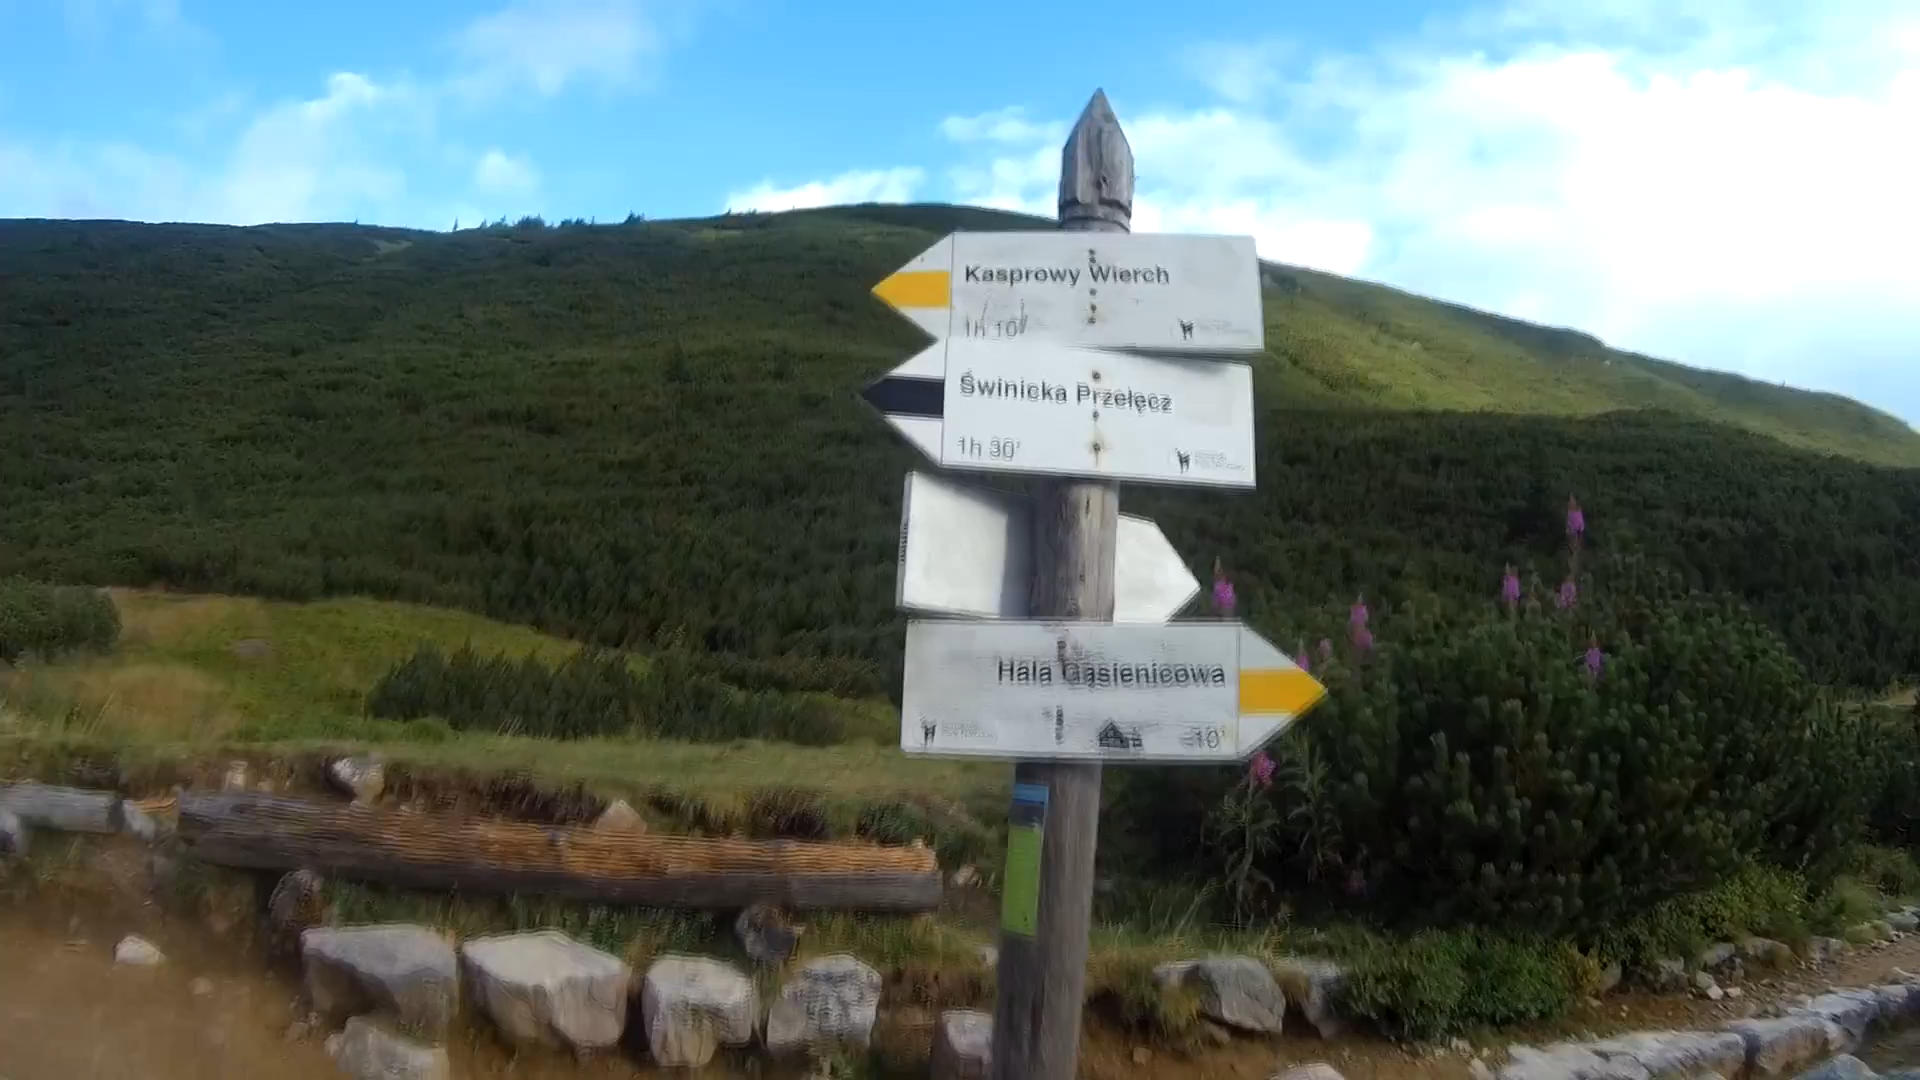 Kasprowy Wierch
1h 10'
Świnicka Przełęcz
1h 30'
Hala Gąsienicowa
10'